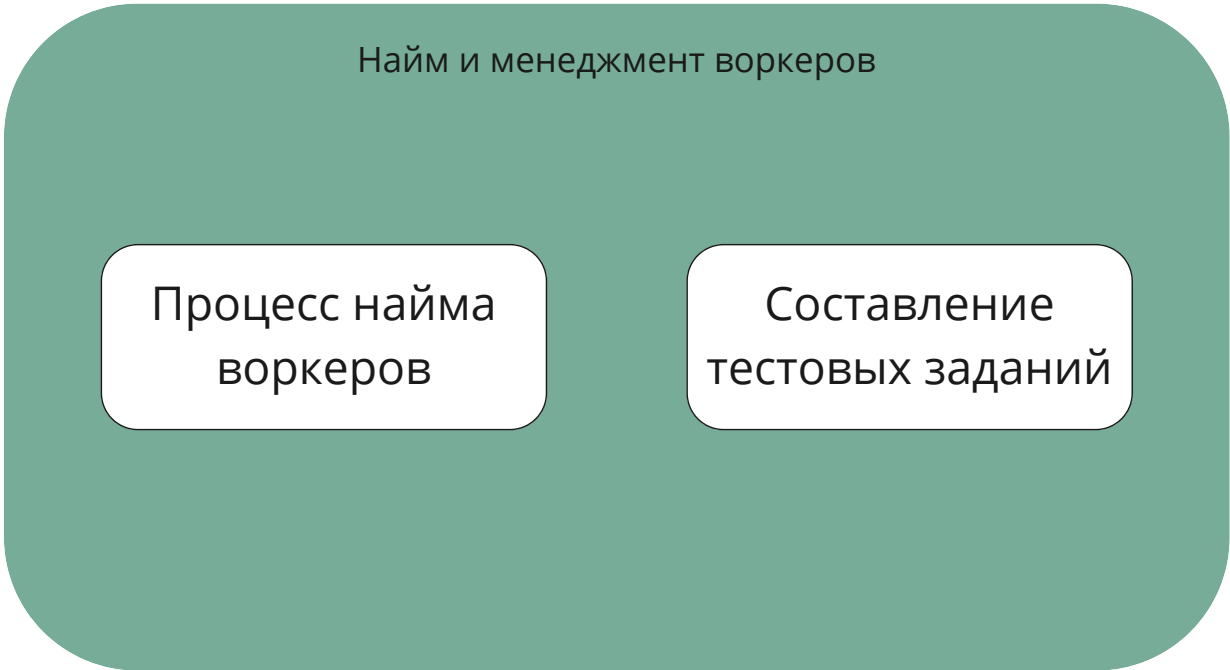 Найм и менеджмент воркеров
Процесс найма
воркеров
Составление
тестовых заданий